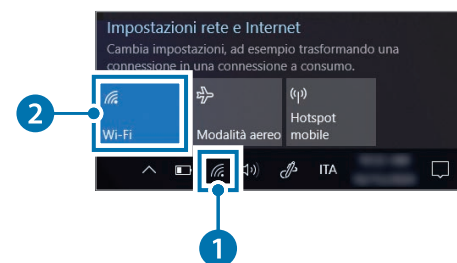 Impostazioni rete e Internet
Cambia impostazioni, ad esempio trasformando una
connessione in una connessione a consumo.
2
Wi-Fi
Modalità aereo
Hotspot
mobile
ITA
1